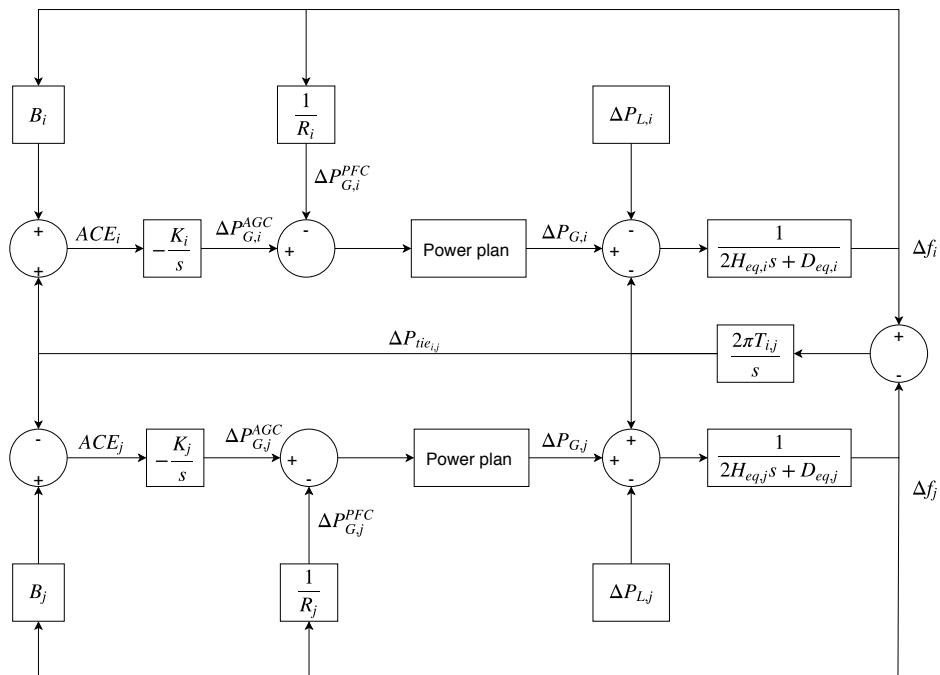 B_i
1/R_i
ΔP_{L,i}
ΔP_{G,i}^{PFC}
+
+
ACE_i
-K_i/s
ΔP_{G,i}^{AGC}
-
+
Power plan
ΔP_{G,i}
-
+
-
1/(2H_{eq,i}s + D_{eq,i})
Δf_i
ΔP_{tie_{i,j}}
2πT_{i,j}/s
+
-
-
+
ACE_j
-K_j/s
ΔP_{G,j}^{AGC}
+
-
Power plan
ΔP_{G,j}
+
+
-
1/(2H_{eq,j}s + D_{eq,j})
Δf_j
ΔP_{G,j}^{PFC}
B_j
1/R_j
ΔP_{L,j}